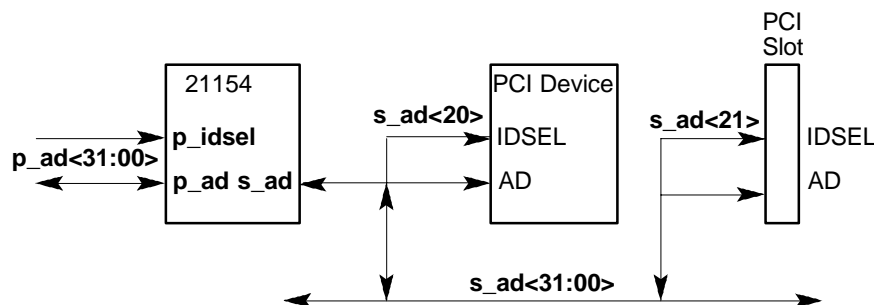 PCI
Slot
21154
PCI Device
s_ad<20>
s_ad<21>
p_idsel
IDSEL
IDSEL
p_ad<31:00>
p_ad s_ad
AD
AD
s_ad<31:00>